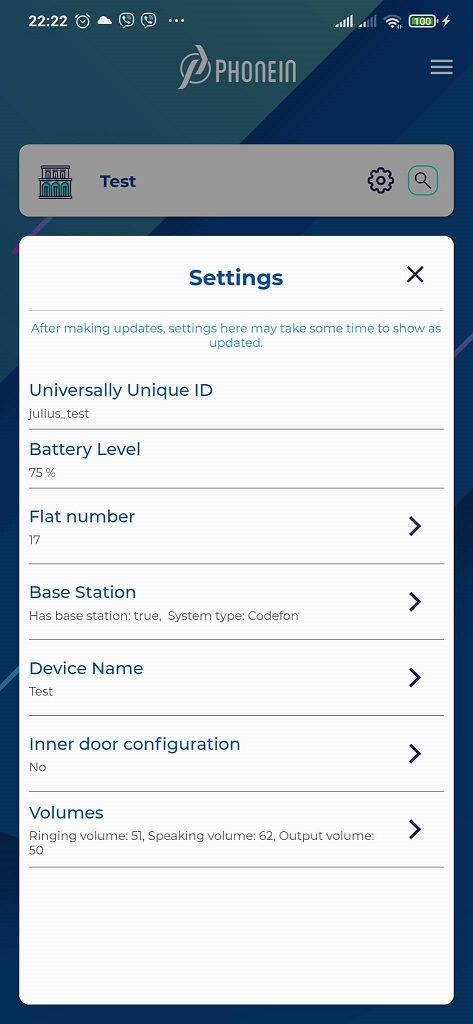 22:22
100
PHONEIN
Test
Settings
After making updates, settings here may take some time to show as
updated.
Universally Unique ID
julius_test
Battery Level
75 %
Flat number
17
Base Station
Has base station: true,  System type: Codefon
Device Name
Test
Inner door configuration
No
Volumes
Ringing volume: 51, Speaking volume: 62, Output volume:
50